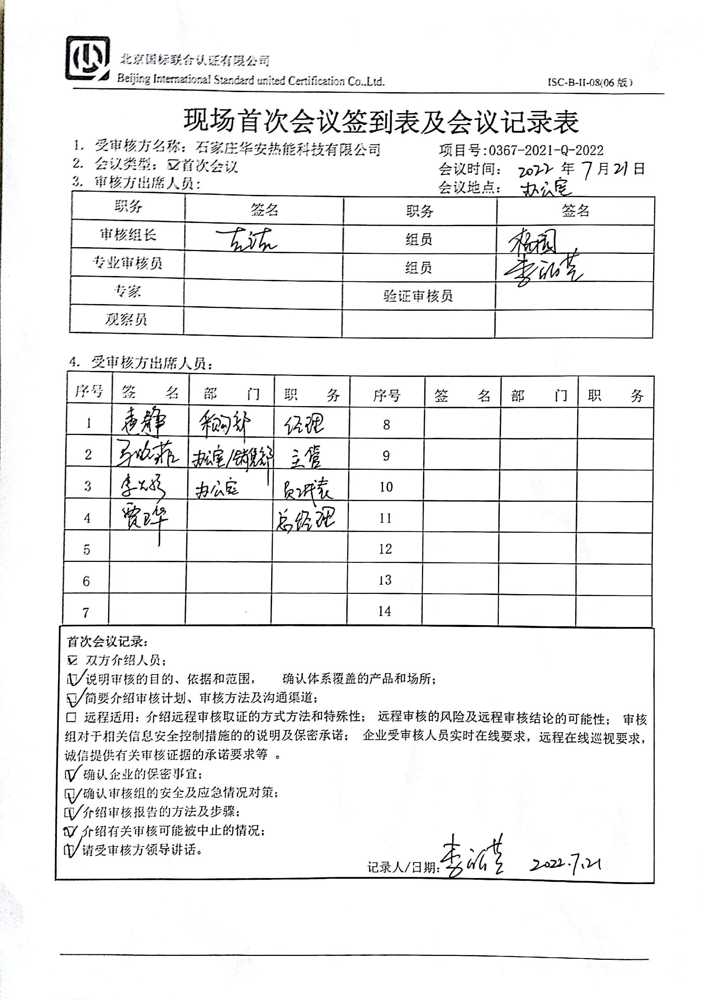 北京国标联合认证有限公司
Beijing International Standard united Certification Co.,Ltd.
ISC-B-II-08(06 版)
现场首次会议签到表及会议记录表
1. 受审核方名称：石家庄华安热能科技有限公司 项目号:0367-2021-Q-2022
2. 会议类型：☑首次会议 会议时间： 2022 年 7 月 21 日
3. 审核方出席人员： 会议地点： 办公室
职务 签名 职务 签名
审核组长 组员
专业审核员 组员
专家 验证审核员
观察员
4. 受审核方出席人员：
序号 签 名 部 门 职 务 序号 签 名 部 门 职 务
1 采购部 经理 8
2 办公室/销售部 主管 9
3 办公室 10
4 总经理 11
5 12
6 13
7 14
首次会议记录：
☑ 双方介绍人员；
☑ 说明审核的目的、依据和范围， 确认体系覆盖的产品和场所；
☑ 简要介绍审核计划、审核方法及沟通渠道；
□ 远程适用：介绍远程审核取证的方式方法和特殊性； 远程审核的风险及远程审核结论的可能性； 审核
组对于相关信息安全控制措施的的说明及保密承诺； 企业受审核人员实时在线要求，远程在线巡视要求，
诚信提供有关审核证据的承诺要求等 。
☑ 确认企业的保密事宜；
☑ 确认审核组的安全及应急情况对策；
☑ 介绍审核报告的方法及步骤；
☑ 介绍有关审核可能被中止的情况；
☑ 请受审核方领导讲话。
记录人/日期： 2022.7.21